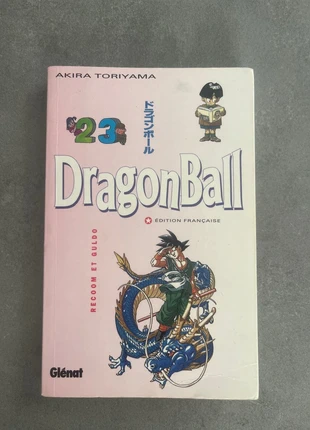 AKIRA TORIYAMA
23
ドラゴンボール
DragonBall
ÉDITION FRANÇAISE
RECOOM ET GULDO
Glénat